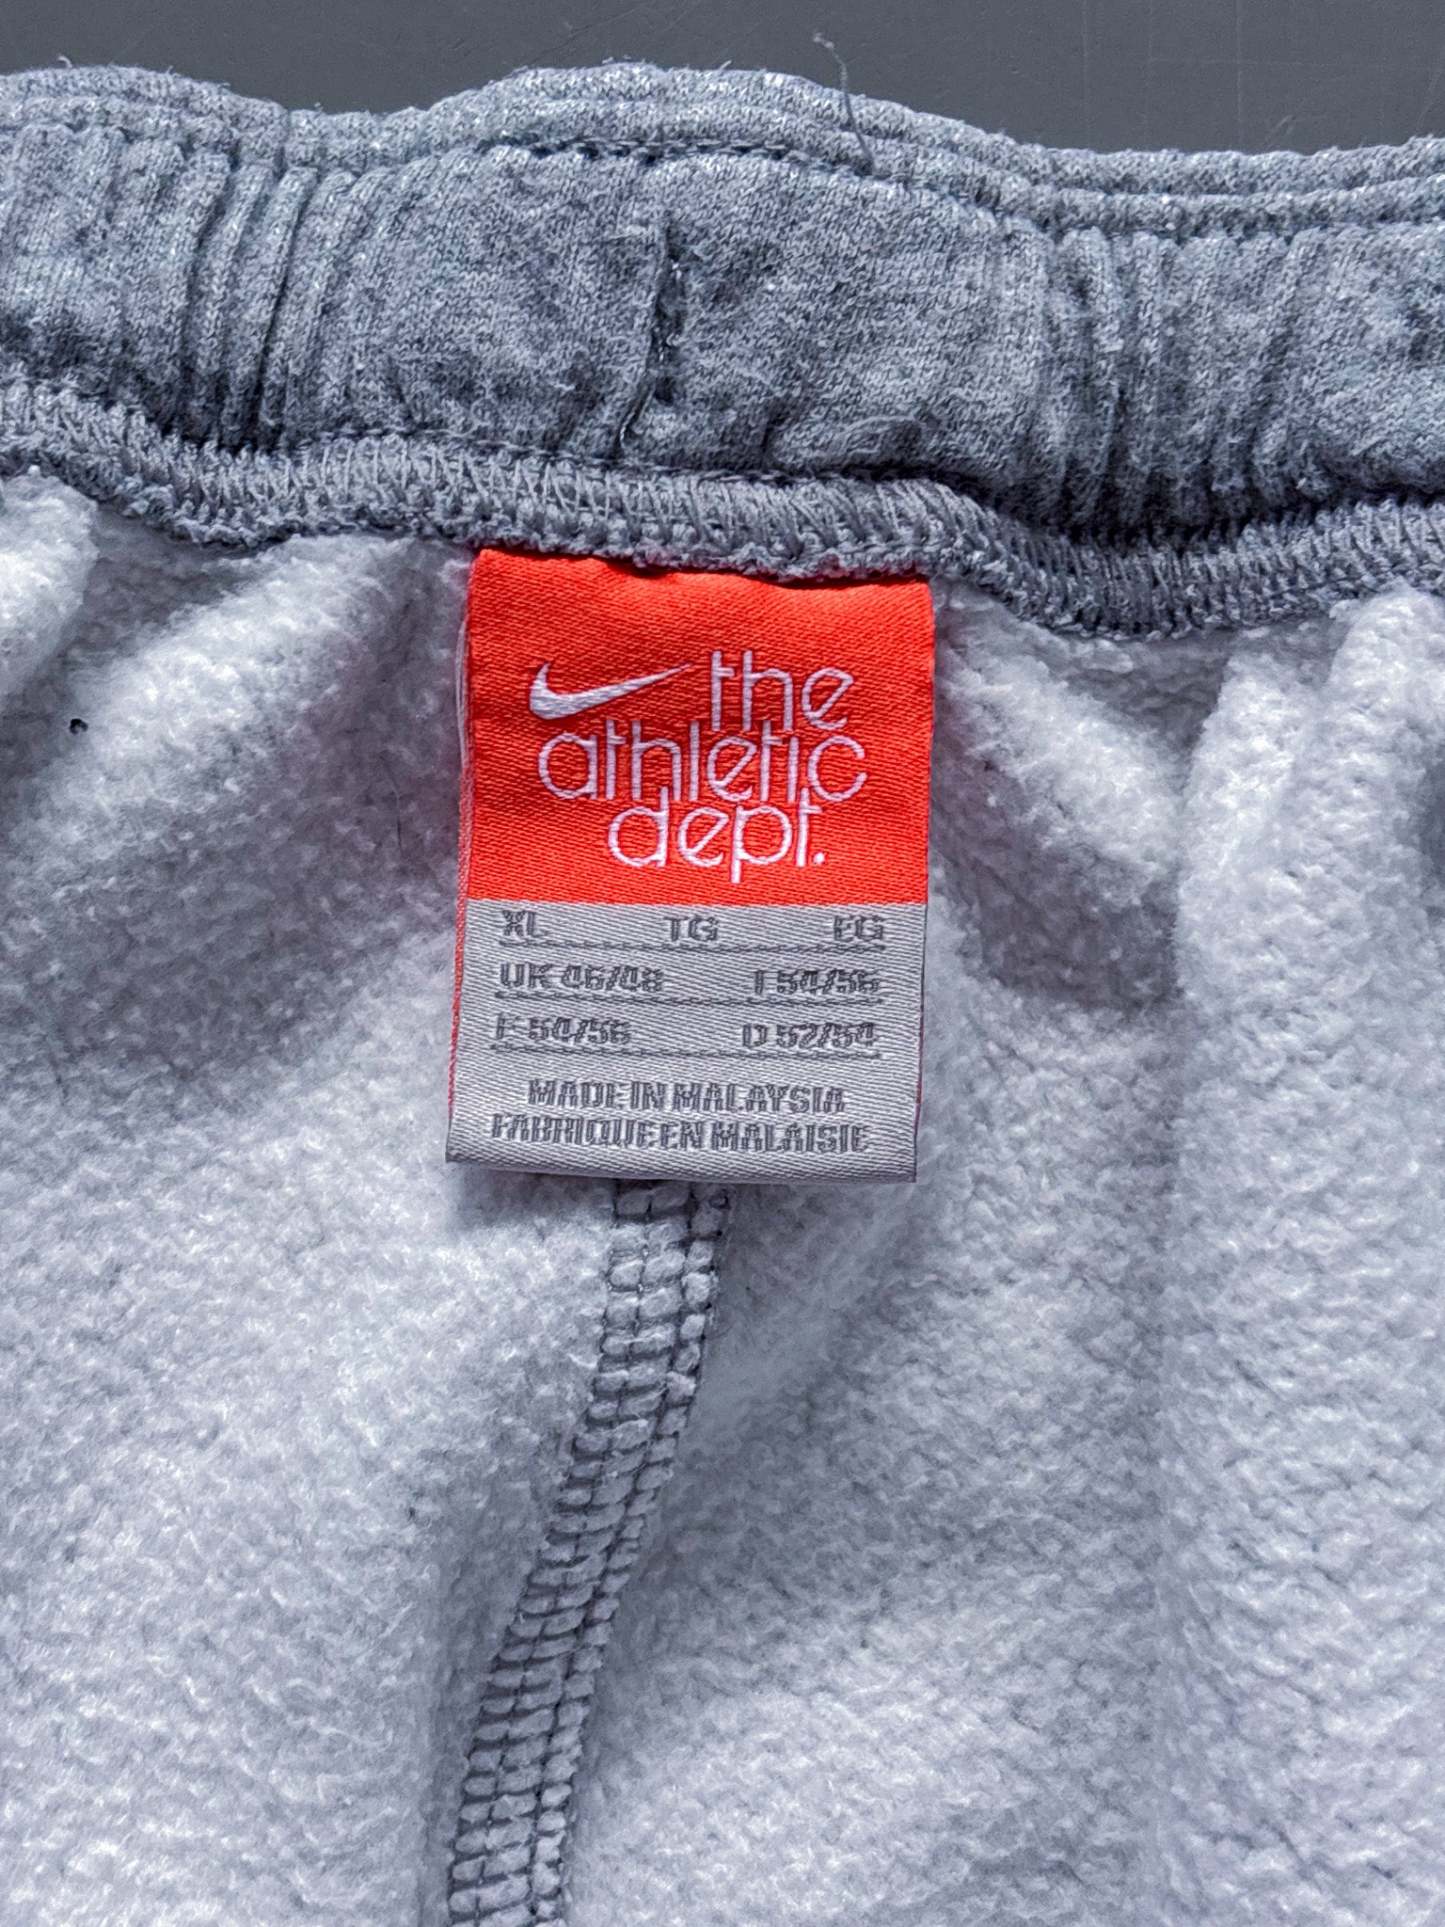 the
athletic
dept.
XL TG EG
UK 46/48 I 54/56
F 54/56 D 52/54
MADE IN MALAYSIA
FABRIQUE EN MALAISIE